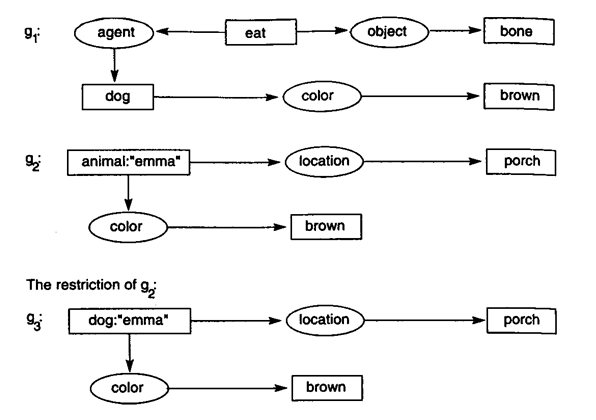 g1: agent eat object bone
dog color brown
g2: animal:"emma" location porch
color brown
The restriction of g2:
g3: dog:"emma" location porch
color brown